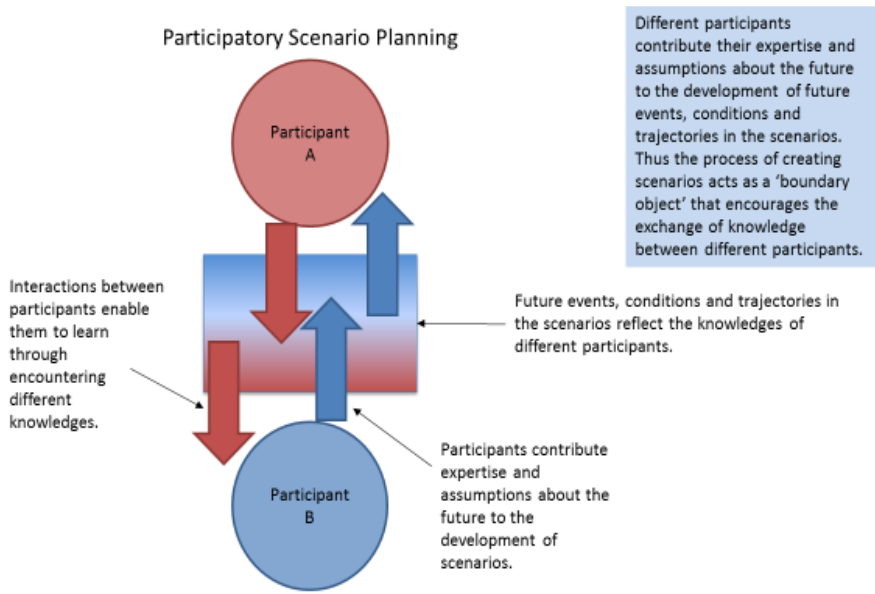 Participatory Scenario Planning
Different participants
contribute their expertise and
assumptions about the future
to the development of future
events, conditions and
trajectories in the scenarios.
Thus the process of creating
scenarios acts as a ‘boundary
object’ that encourages the
exchange of knowledge
between different participants.
Participant
A
Interactions between
participants enable
them to learn
through
encountering
different
knowledges.
Future events, conditions and trajectories in
the scenarios reflect the knowledges of
different participants.
Participants contribute
expertise and
assumptions about the
future to the
development of
scenarios.
Participant
B